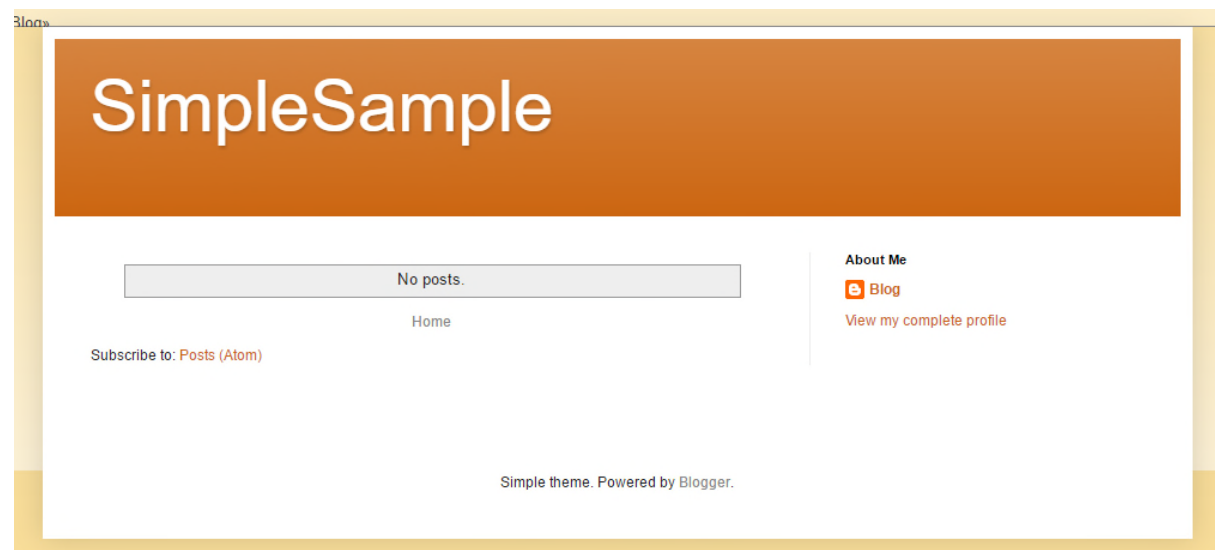 Blog»
SimpleSample
No posts.
Home
Subscribe to: Posts (Atom)
About Me
Blog
View my complete profile
Simple theme. Powered by Blogger.